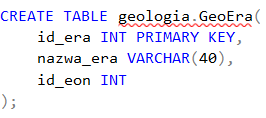 CREATE TABLE geologia.GeoEra(
id_era INT PRIMARY KEY,
nazwa_era VARCHAR(40),
id_eon INT
);